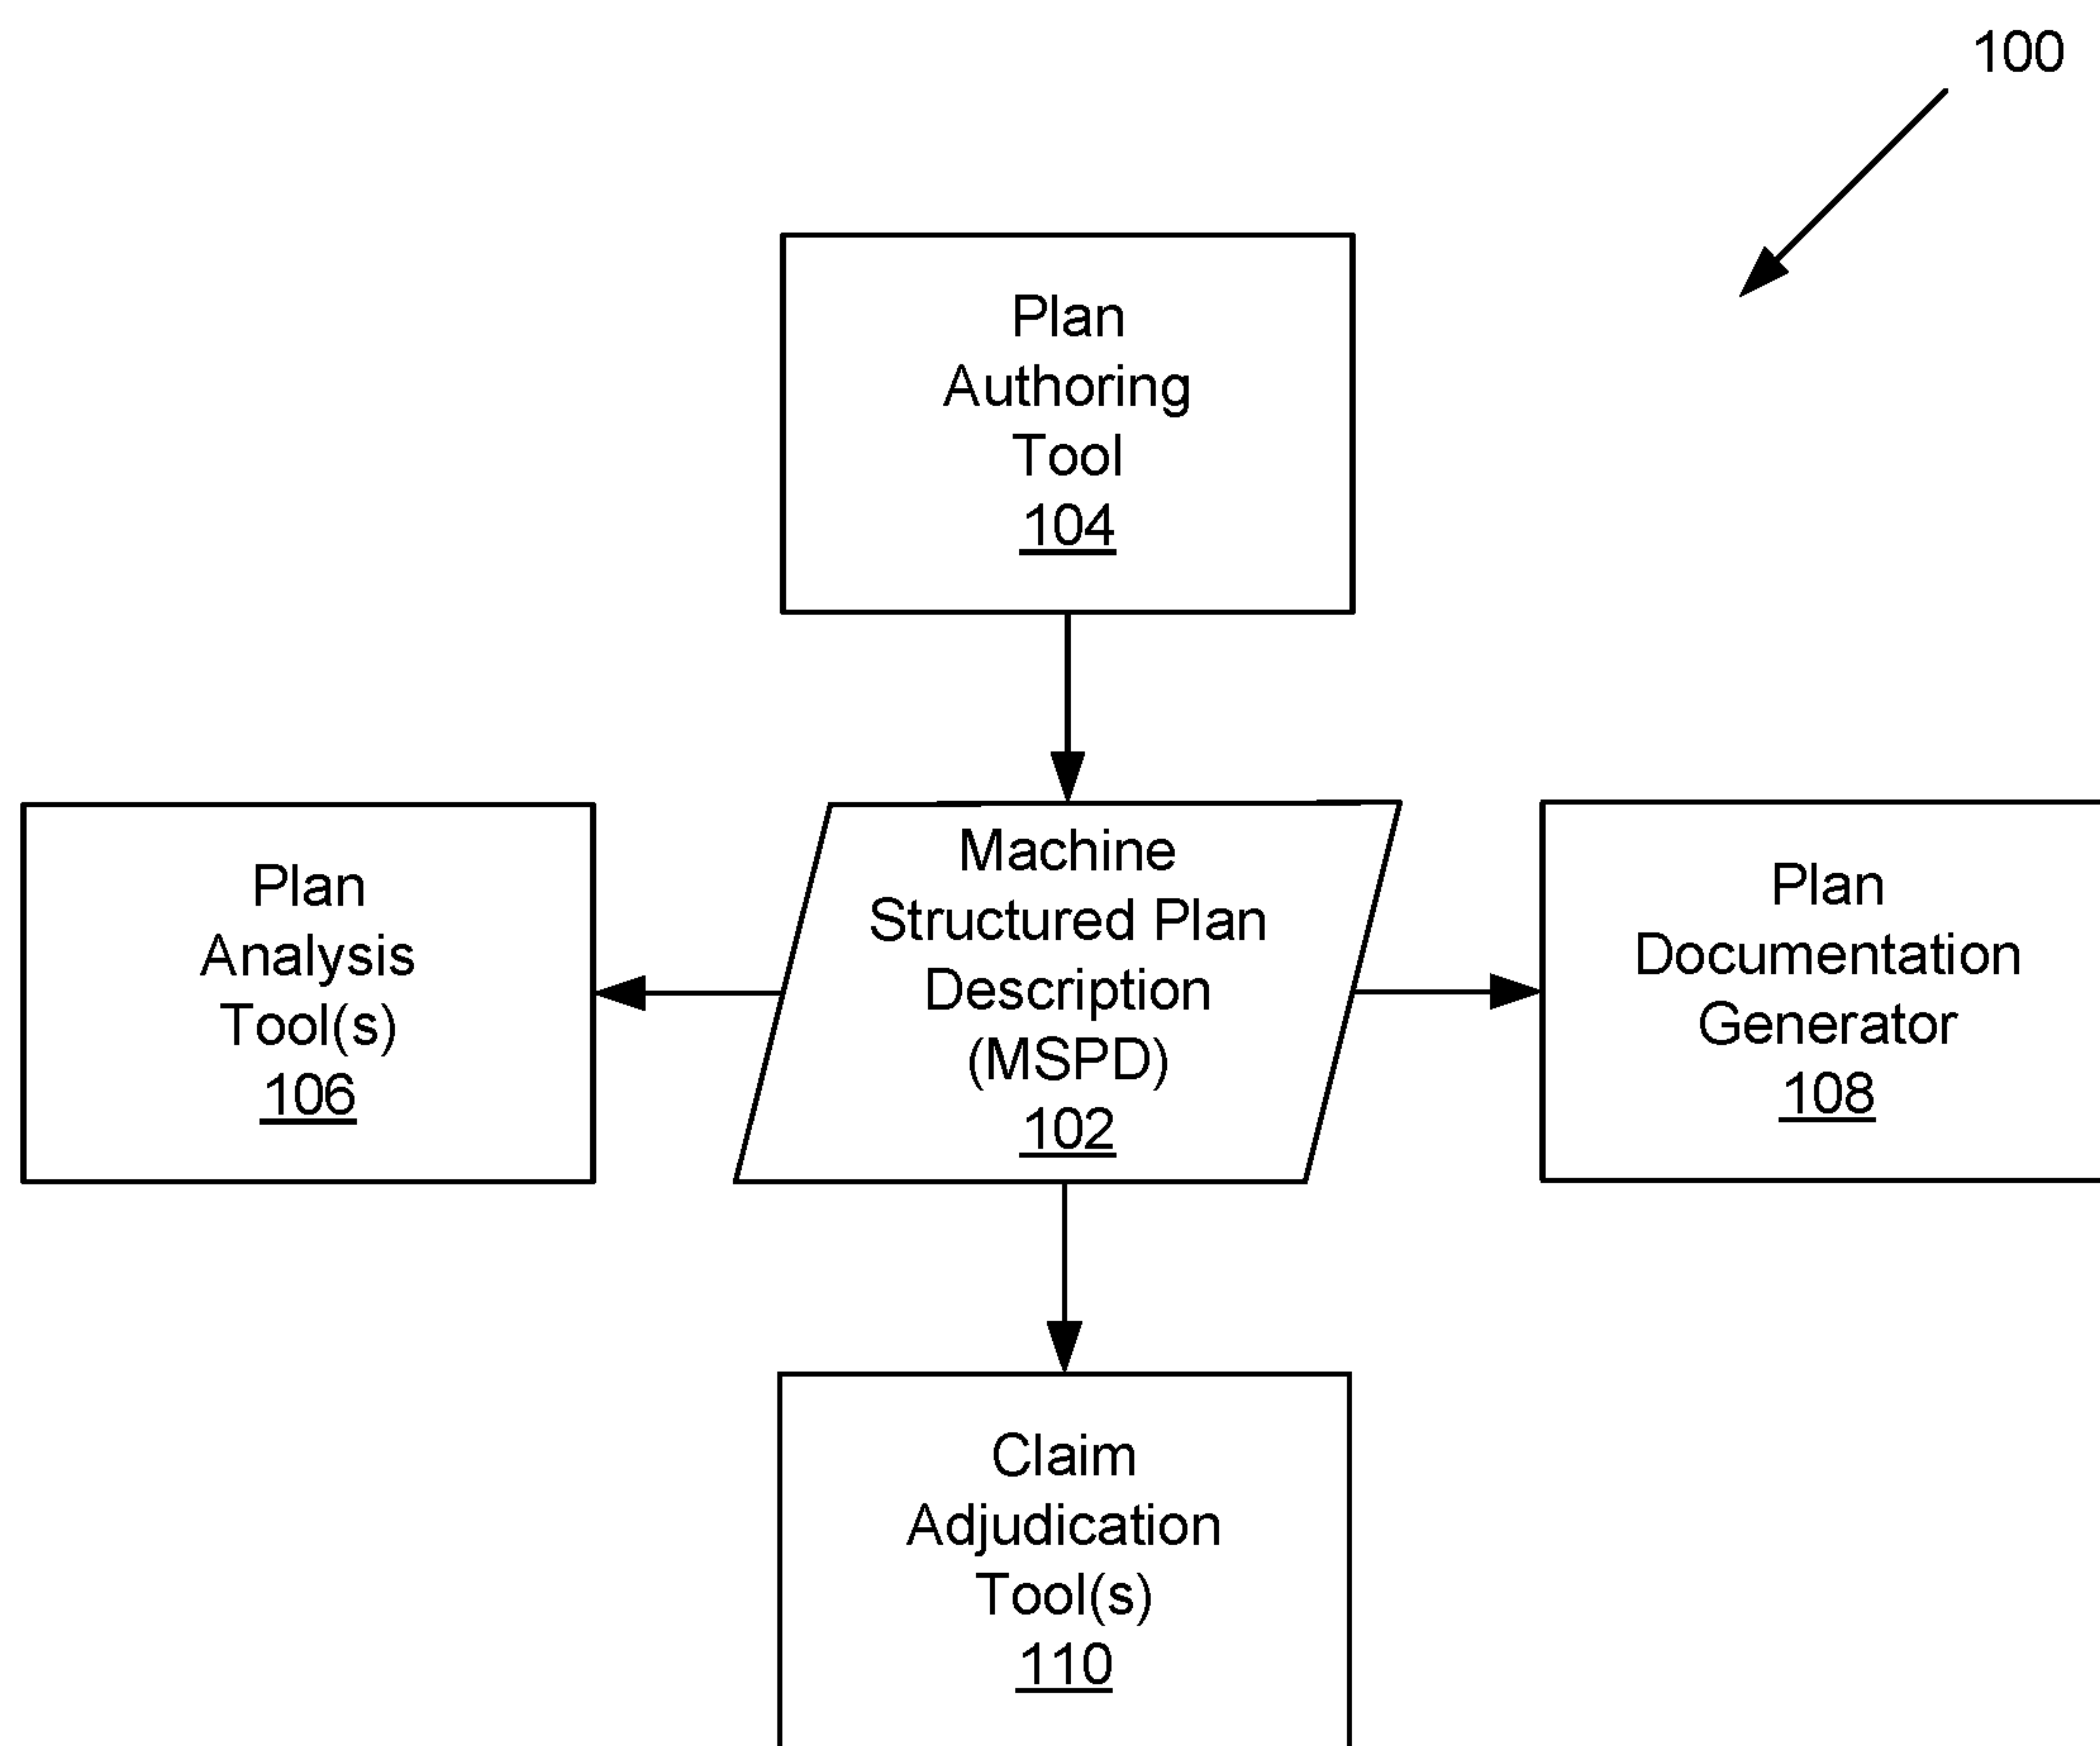 100
Plan
Authoring
Tool
104
Plan
Analysis
Tool(s)
106
Machine
Structured Plan
Description
(MSPD)
102
Plan
Documentation
Generator
108
Claim
Adjudication
Tool(s)
110